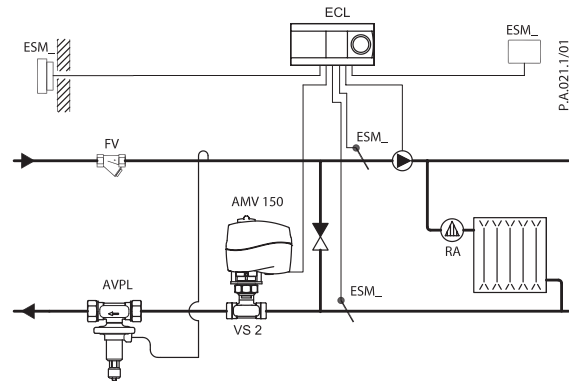 ECL
ESM_
ESM_
P.A.021.1/01
FV
ESM_
AMV 150
RA
AVPL
ESM_
VS 2